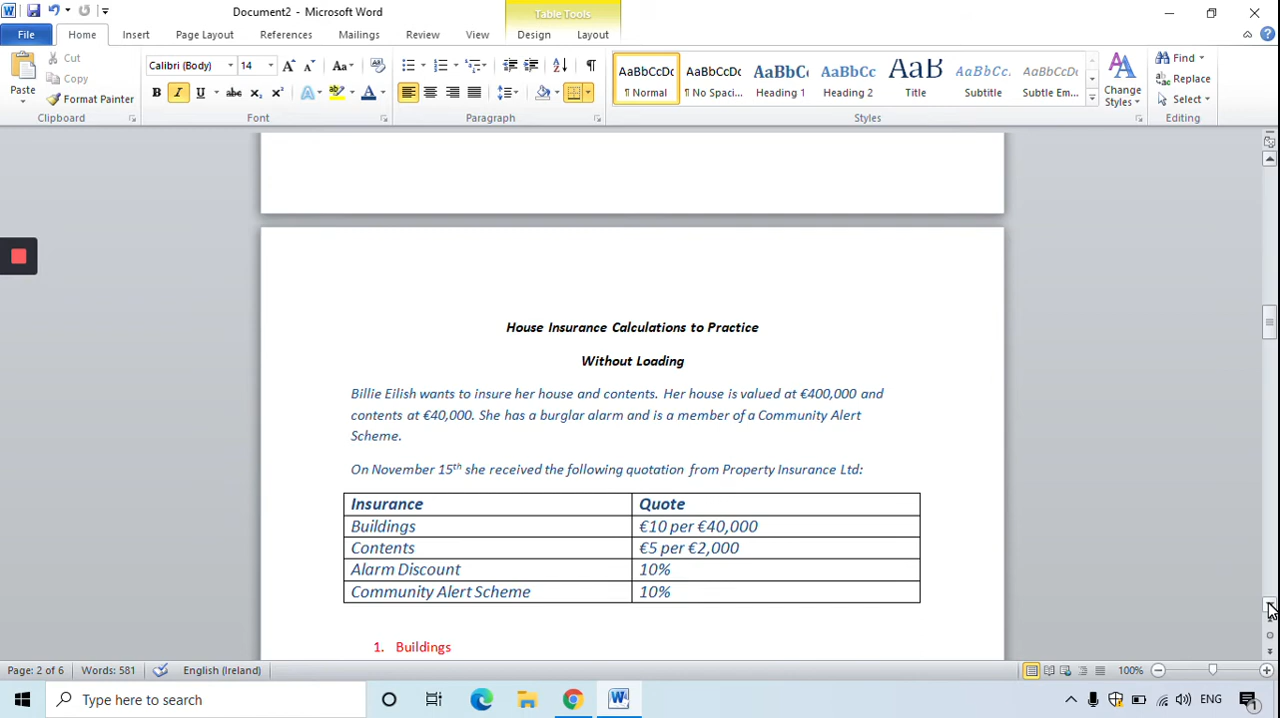 Document2 - Microsoft Word
Table Tools
File Home Insert Page Layout References Mailings Review View Design Layout
Paste
Cut
Copy
Format Painter
Clipboard
Calibri (Body) 14
Font
Paragraph
AaBbCcDc AaBbCcDc AaBbC AaBbCc AaB AaBbCc. AaBbCcDc
¶ Normal ¶ No Spaci... Heading 1 Heading 2 Title Subtitle Subtle Em...
Styles
Change Styles
Find
Replace
Select
Editing
House Insurance Calculations to Practice
Without Loading
Billie Eilish wants to insure her house and contents. Her house is valued at €400,000 and
contents at €40,000. She has a burglar alarm and is a member of a Community Alert
Scheme.
On November 15th she received the following quotation from Property Insurance Ltd:
Insurance Quote
Buildings €10 per €40,000
Contents €5 per €2,000
Alarm Discount 10%
Community Alert Scheme 10%
1. Buildings
Page: 2 of 6 Words: 581 English (Ireland) 100%
Type here to search
ENG